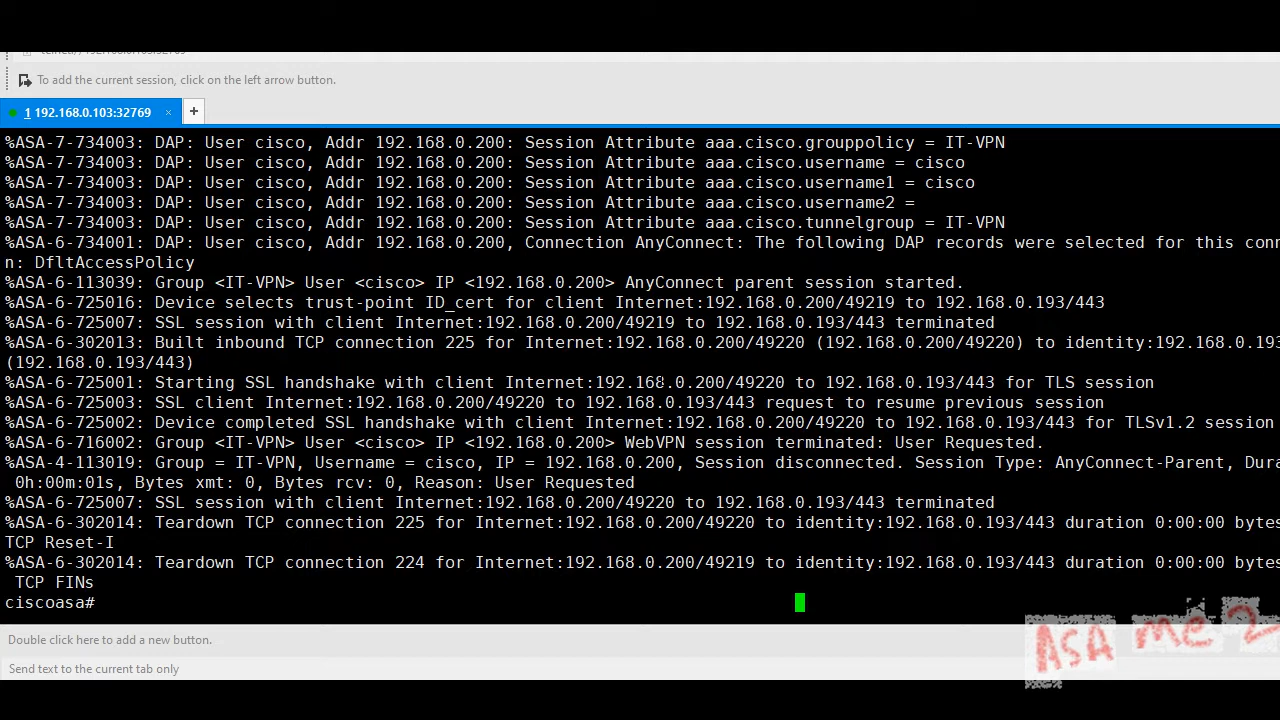 To add the current session, click on the left arrow button.
1 192.168.0.103:32769 × +
%ASA-7-734003: DAP: User cisco, Addr 192.168.0.200: Session Attribute aaa.cisco.grouppolicy = IT-VPN
%ASA-7-734003: DAP: User cisco, Addr 192.168.0.200: Session Attribute aaa.cisco.username = cisco
%ASA-7-734003: DAP: User cisco, Addr 192.168.0.200: Session Attribute aaa.cisco.username1 = cisco
%ASA-7-734003: DAP: User cisco, Addr 192.168.0.200: Session Attribute aaa.cisco.username2 =
%ASA-7-734003: DAP: User cisco, Addr 192.168.0.200: Session Attribute aaa.cisco.tunnelgroup = IT-VPN
%ASA-6-734001: DAP: User cisco, Addr 192.168.0.200, Connection AnyConnect: The following DAP records were selected for this conn
n: DfltAccessPolicy
%ASA-6-113039: Group <IT-VPN> User <cisco> IP <192.168.0.200> AnyConnect parent session started.
%ASA-6-725016: Device selects trust-point ID_cert for client Internet:192.168.0.200/49219 to 192.168.0.193/443
%ASA-6-725007: SSL session with client Internet:192.168.0.200/49219 to 192.168.0.193/443 terminated
%ASA-6-302013: Built inbound TCP connection 225 for Internet:192.168.0.200/49220 (192.168.0.200/49220) to identity:192.168.0.193
(192.168.0.193/443)
%ASA-6-725001: Starting SSL handshake with client Internet:192.168.0.200/49220 to 192.168.0.193/443 for TLS session
%ASA-6-725003: SSL client Internet:192.168.0.200/49220 to 192.168.0.193/443 request to resume previous session
%ASA-6-725002: Device completed SSL handshake with client Internet:192.168.0.200/49220 to 192.168.0.193/443 for TLSv1.2 session
%ASA-6-716002: Group <IT-VPN> User <cisco> IP <192.168.0.200> WebVPN session terminated: User Requested.
%ASA-4-113019: Group = IT-VPN, Username = cisco, IP = 192.168.0.200, Session disconnected. Session Type: AnyConnect-Parent, Dura
0h:00m:01s, Bytes xmt: 0, Bytes rcv: 0, Reason: User Requested
%ASA-6-725007: SSL session with client Internet:192.168.0.200/49220 to 192.168.0.193/443 terminated
%ASA-6-302014: Teardown TCP connection 225 for Internet:192.168.0.200/49220 to identity:192.168.0.193/443 duration 0:00:00 bytes
TCP Reset-I
%ASA-6-302014: Teardown TCP connection 224 for Internet:192.168.0.200/49219 to identity:192.168.0.193/443 duration 0:00:00 bytes
TCP FINs
ciscoasa#
Double click here to add a new button.
Send text to the current tab only
ASA me 2